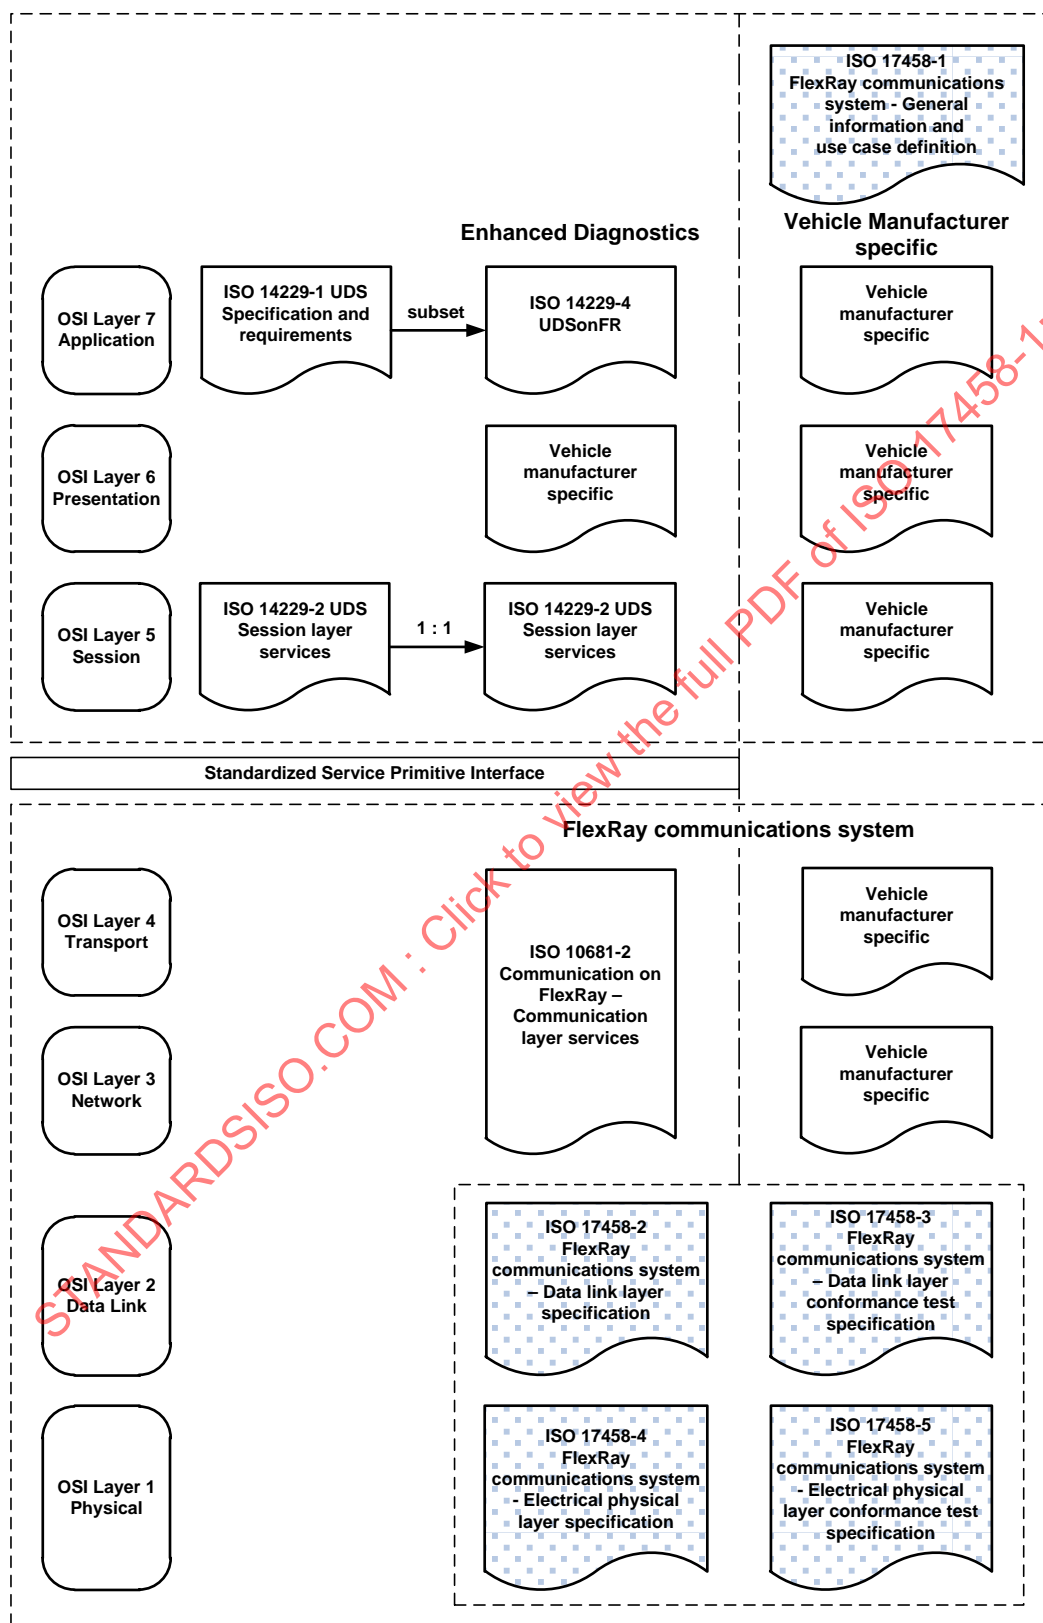 ISO 17458-1
FlexRay communications
system - General
information and
use case definition
Enhanced Diagnostics
Vehicle Manufacturer
specific
OSI Layer 7
Application
ISO 14229-1 UDS
Specification and
requirements
subset
ISO 14229-4
UDSonFR
Vehicle
manufacturer
specific
OSI Layer 6
Presentation
Vehicle
manufacturer
specific
Vehicle
manufacturer
specific
OSI Layer 5
Session
ISO 14229-2 UDS
Session layer
services
1 : 1
ISO 14229-2 UDS
Session layer
services
Vehicle
manufacturer
specific
Standardized Service Primitive Interface
FlexRay communications system
OSI Layer 4
Transport
ISO 10681-2
Communication on
FlexRay –
Communication
layer services
Vehicle
manufacturer
specific
OSI Layer 3
Network
Vehicle
manufacturer
specific
OSI Layer 2
Data Link
ISO 17458-2
FlexRay
communications system
– Data link layer
specification
ISO 17458-3
FlexRay
communications system
– Data link layer
conformance test
specification
OSI Layer 1
Physical
ISO 17458-4
FlexRay
communications system
- Electrical physical
layer specification
ISO 17458-5
FlexRay
communications system
- Electrical physical
layer conformance test
specification
STANDARDSISO.COM : Click to view the full PDF of ISO 17458-1: